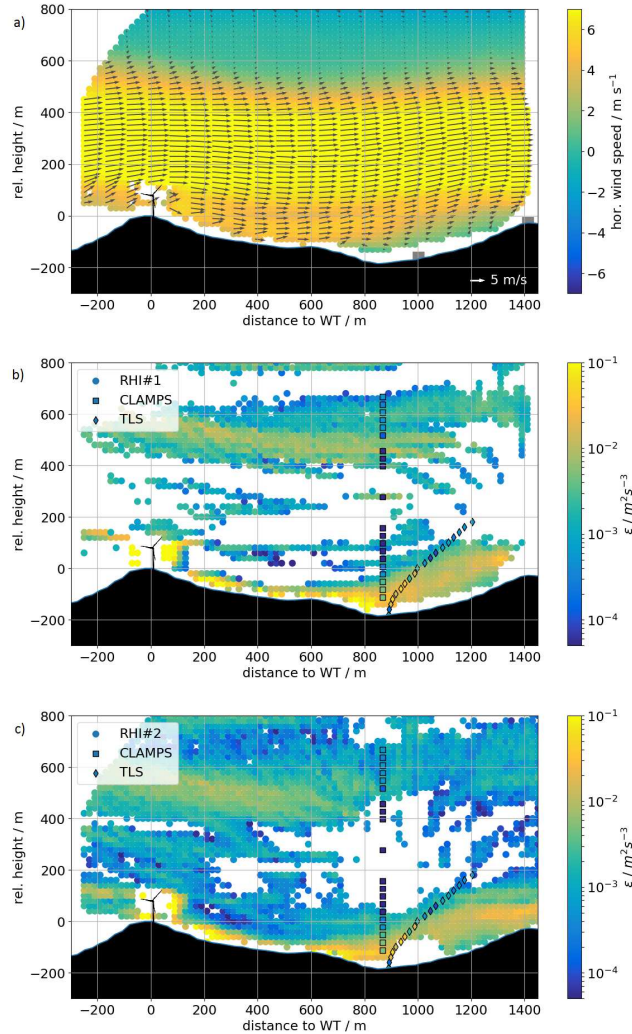 a)
800
600
400
200
0
−200
rel. height / m
5 m/s
−200 0 200 400 600 800 1000 1200 1400
distance to WT / m
6
4
2
0
−2
−4
−6
hor. wind speed / m s⁻¹
b)
800
600
400
200
0
−200
rel. height / m
RHI#1
CLAMPS
TLS
−200 0 200 400 600 800 1000 1200 1400
distance to WT / m
10⁻¹
10⁻²
10⁻³
10⁻⁴
ε / m²s⁻³
c)
800
600
400
200
0
−200
rel. height / m
RHI#2
CLAMPS
TLS
−200 0 200 400 600 800 1000 1200 1400
distance to WT / m
10⁻¹
10⁻²
10⁻³
10⁻⁴
ε / m²s⁻³